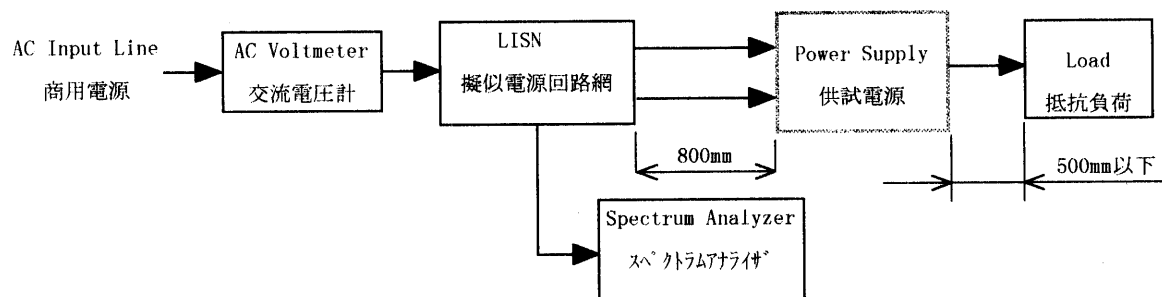 AC Input Line
商用電源
AC Voltmeter
交流電圧計
LISN
擬似電源回路網
Power Supply
供試電源
Load
抵抗負荷
800mm
500mm以下
Spectrum Analyzer
スペクトラムアナライザ